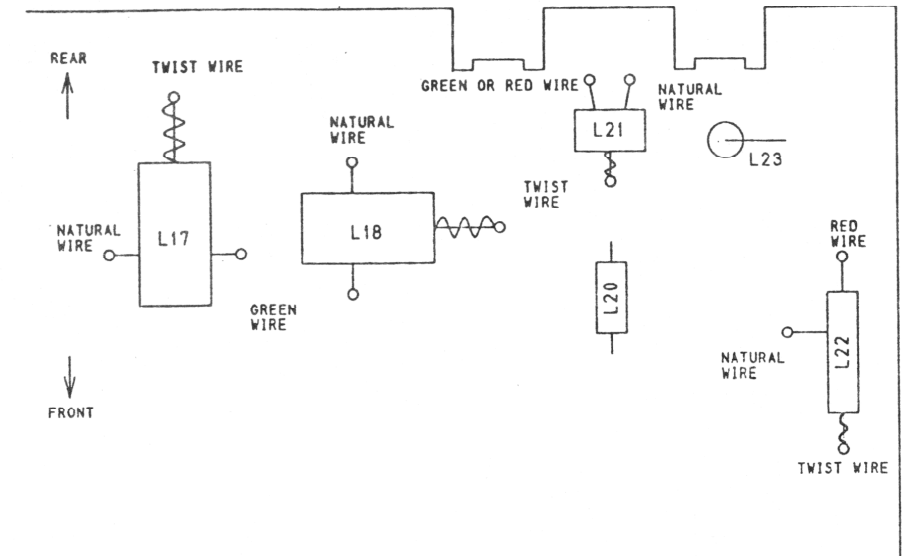 REAR
TWIST WIRE
GREEN OR RED WIRE
NATURAL
WIRE
L21
NATURAL
WIRE
L23
TWIST
WIRE
NATURAL
WIRE
L17
L18
RED
WIRE
GREEN
WIRE
L20
NATURAL
WIRE
L22
FRONT
TWIST WIRE